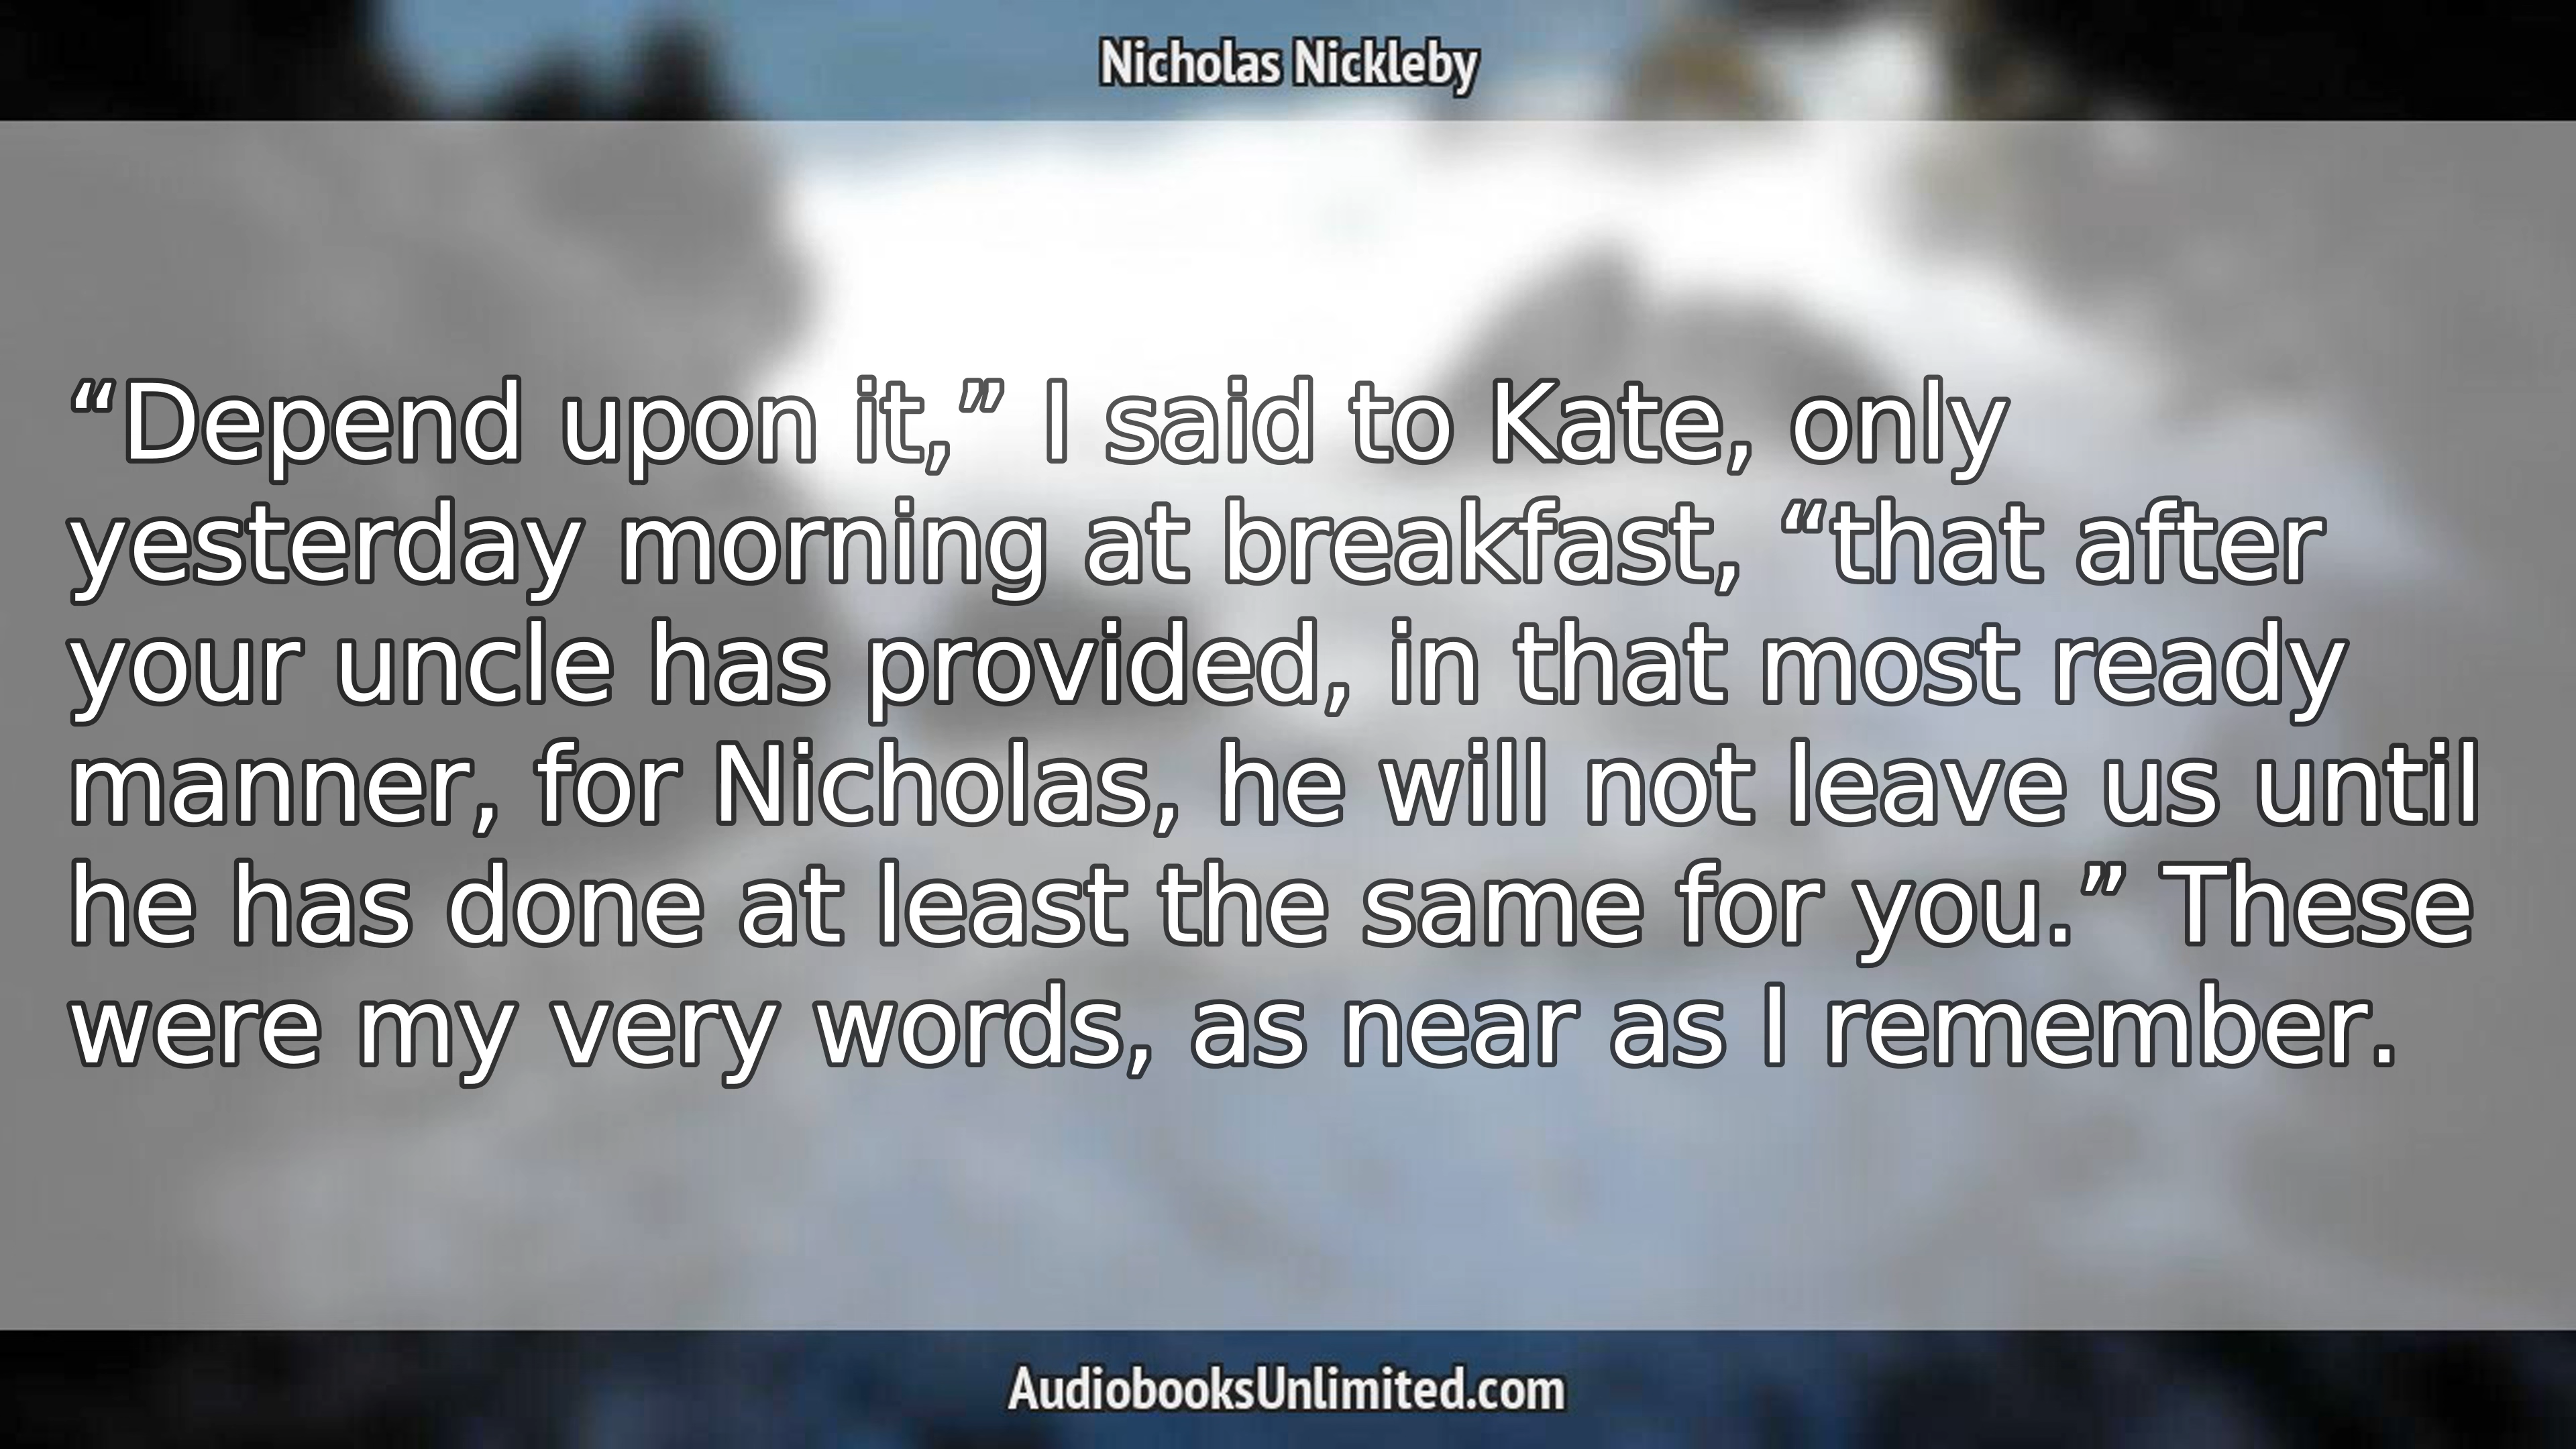 Nicholas Nickleby
“Depend upon it,” I said to Kate, only
yesterday morning at breakfast, “that after
your uncle has provided, in that most ready
manner, for Nicholas, he will not leave us until
he has done at least the same for you.” These
were my very words, as near as I remember.
AudiobooksUnlimited.com